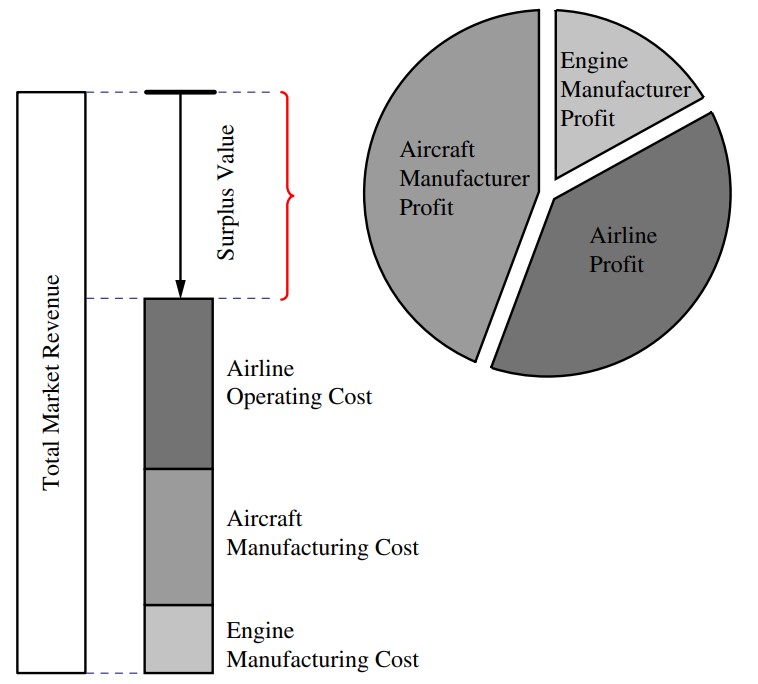 Total Market Revenue
Surplus Value
Airline
Operating Cost
Aircraft
Manufacturing Cost
Engine
Manufacturing Cost
Aircraft
Manufacturer
Profit
Engine
Manufacturer
Profit
Airline
Profit